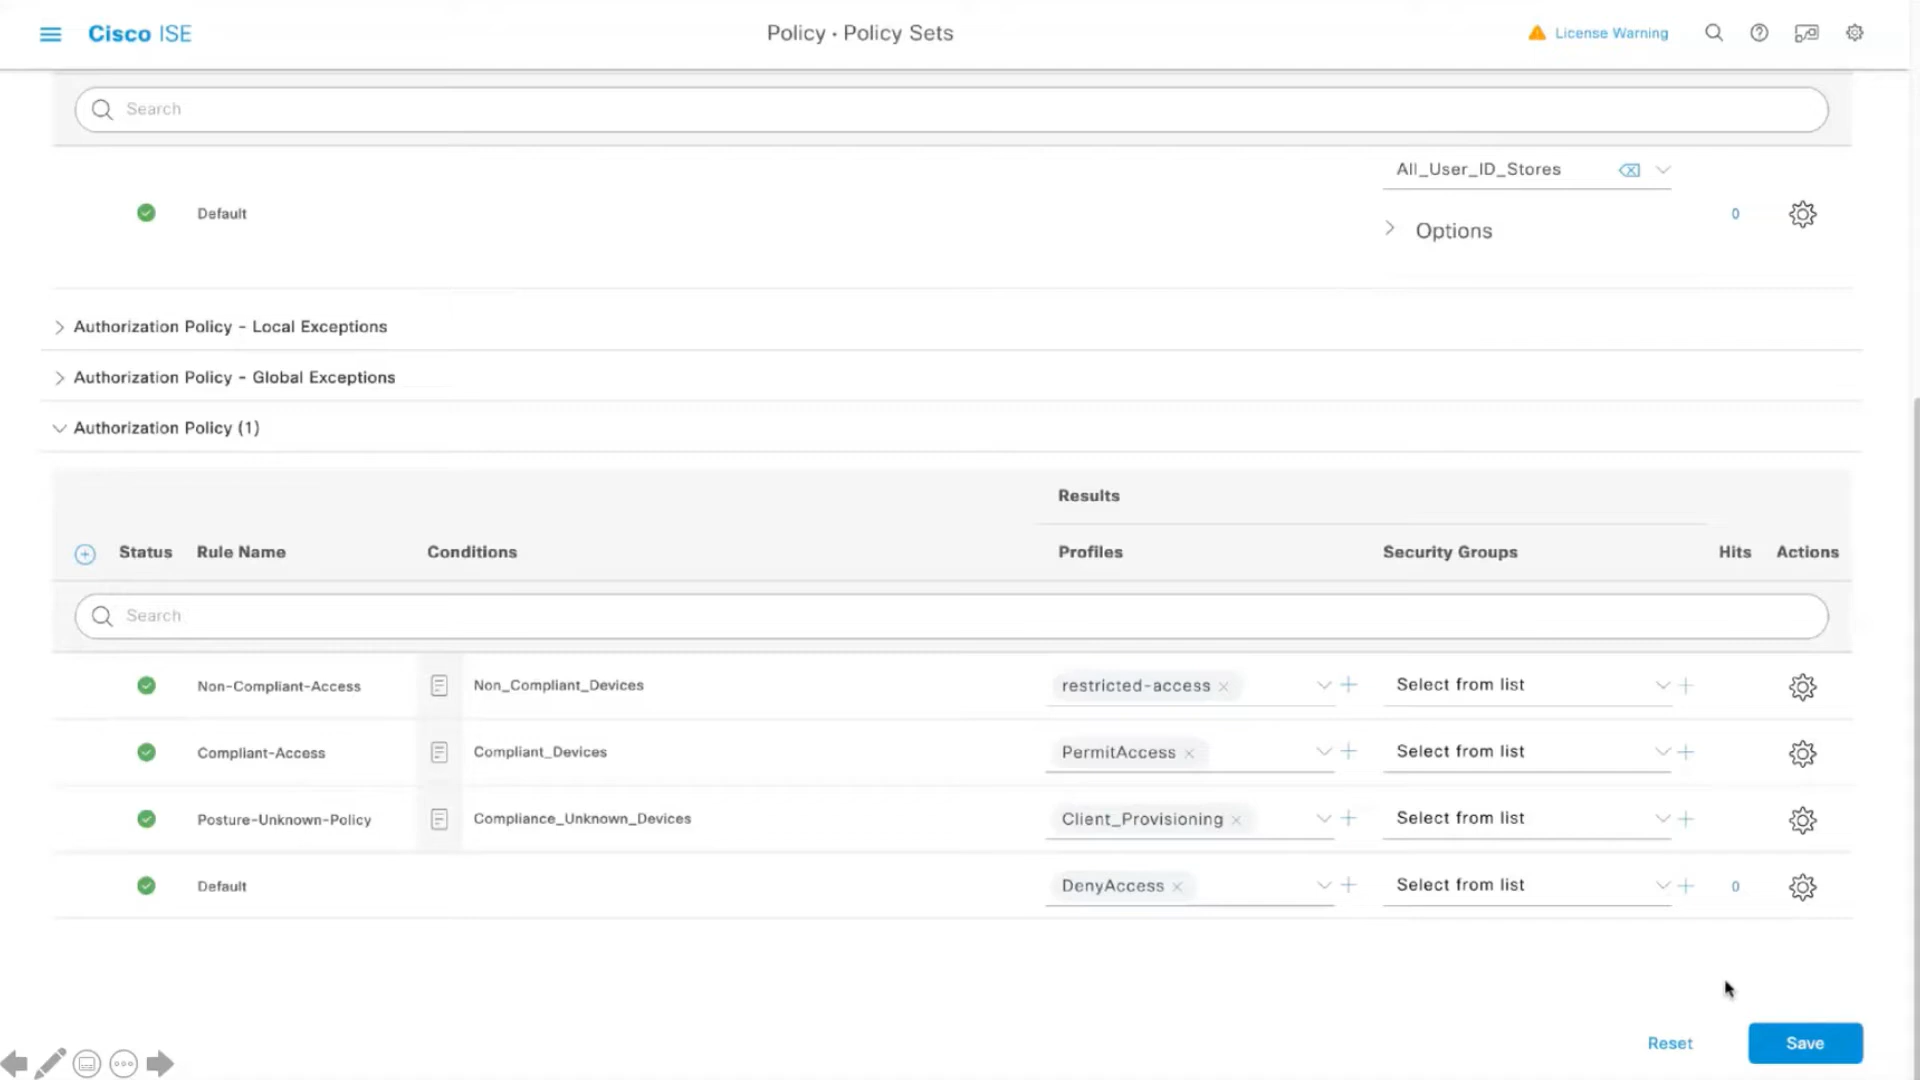 Cisco ISE
Policy · Policy Sets
License Warning
Search
All_User_ID_Stores
Default
0
Options
Authorization Policy - Local Exceptions
Authorization Policy - Global Exceptions
Authorization Policy (1)
Results
Status Rule Name Conditions Profiles Security Groups Hits Actions
Search
Non-Compliant-Access Non_Compliant_Devices restricted-access Select from list
Compliant-Access Compliant_Devices PermitAccess Select from list
Posture-Unknown-Policy Compliance_Unknown_Devices Client_Provisioning Select from list
Default DenyAccess Select from list 0
Reset Save